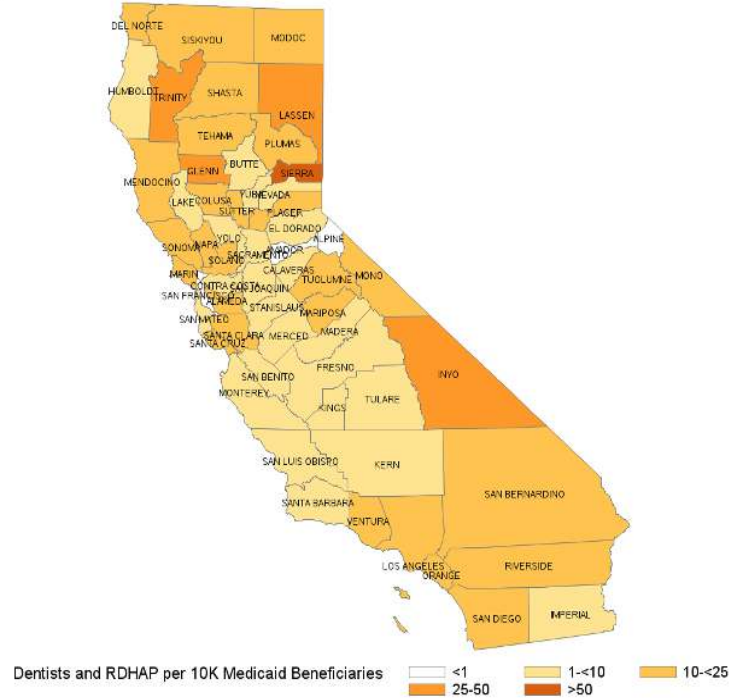 DEL NORTE
SISKIYOU
MODOC
HUMBOLDT
TRINITY
SHASTA
LASSEN
TEHAMA
PLUMAS
BUTTE
GLENN
SIERRA
MENDOCINO
YUBA
NEVADA
LAKE
COLUSA
SUTTER
PLACER
EL DORADO
YOLO
ALPINE
SONOMA
NAPA
SACRAMENTO
AMADOR
SOLANO
MARIN
CALAVERAS
MONO
CONTRA COSTA
SAN JOAQUIN
TUOLUMNE
SAN FRANCISCO
ALAMEDA
STANISLAUS
MARIPOSA
SAN MATEO
SANTA CLARA
MERCED
MADERA
SANTA CRUZ
FRESNO
INYO
SAN BENITO
MONTEREY
KINGS
TULARE
SAN LUIS OBISPO
KERN
SAN BERNARDINO
SANTA BARBARA
VENTURA
LOS ANGELES
RIVERSIDE
ORANGE
SAN DIEGO
IMPERIAL
Dentists and RDHAP per 10K Medicaid Beneficiaries
<1
1-<10
10-<25
25-50
>50